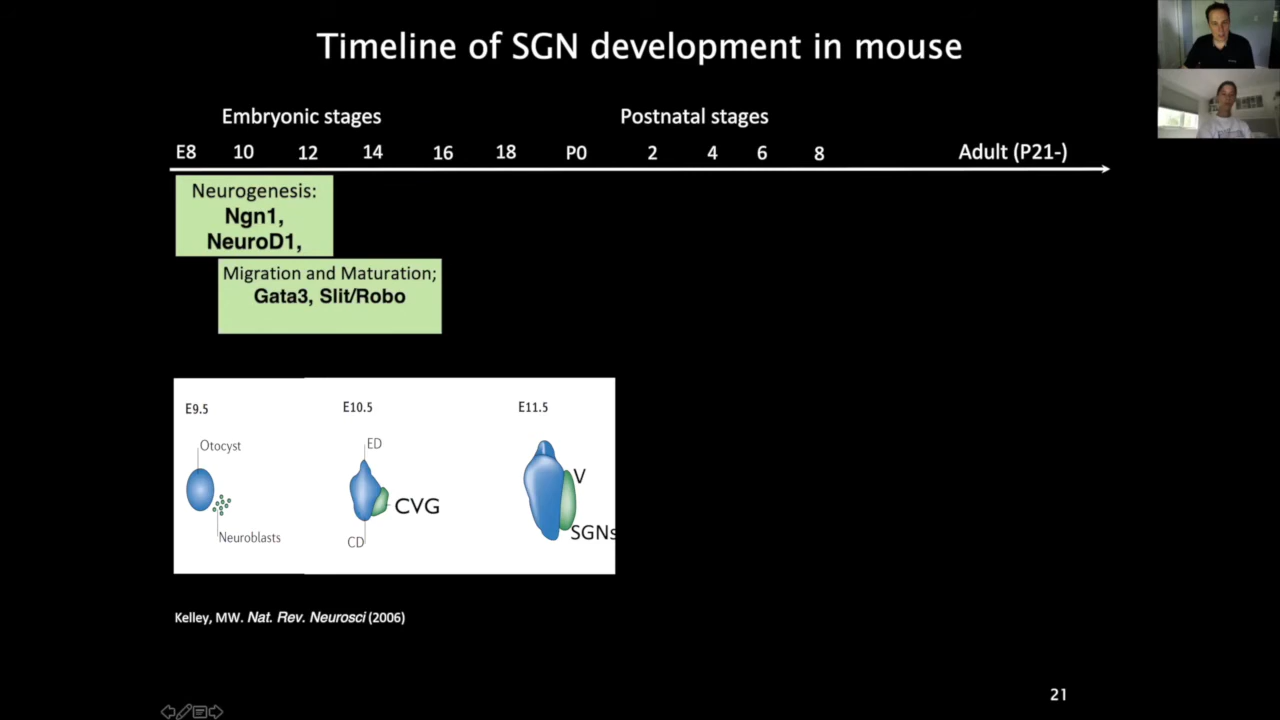 Timeline of SGN development in mouse
Embryonic stages
Postnatal stages
E8 10 12 14 16 18 P0 2 4 6 8 Adult (P21-)
Neurogenesis:
Ngn1,
NeuroD1,
Migration and Maturation;
Gata3, Slit/Robo
E9.5
E10.5
E11.5
Otocyst
ED
V
CVG
SGNs
Neuroblasts
CD
Kelley, MW. Nat. Rev. Neurosci (2006)
21